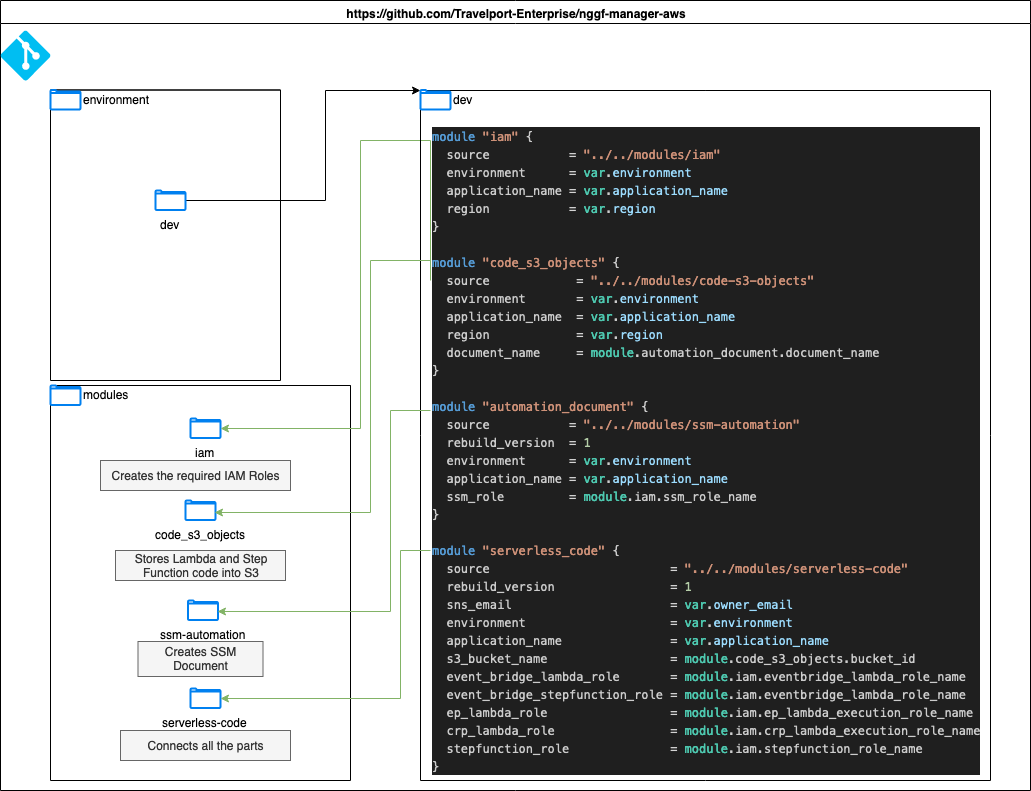 https://github.com/Travelport-Enterprise/nggf-manager-aws
environment
dev
dev
module "iam" {
source = "../../modules/iam"
environment = var.environment
application_name = var.application_name
region = var.region
}
module "code_s3_objects" {
source = "../../modules/code-s3-objects"
environment = var.environment
application_name = var.application_name
region = var.region
document_name = module.automation_document.document_name
}
module "automation_document" {
source = "../../modules/ssm-automation"
rebuild_version = 1
environment = var.environment
application_name = var.application_name
ssm_role = module.iam.ssm_role_name
}
module "serverless_code" {
source = "../../modules/serverless-code"
rebuild_version = 1
sns_email = var.owner_email
environment = var.environment
application_name = var.application_name
s3_bucket_name = module.code_s3_objects.bucket_id
event_bridge_lambda_role = module.iam.eventbridge_lambda_role_name
event_bridge_stepfunction_role = module.iam.eventbridge_lambda_role_name
ep_lambda_role = module.iam.ep_lambda_execution_role_name
crp_lambda_role = module.iam.crp_lambda_execution_role_name
stepfunction_role = module.iam.stepfunction_role_name
}
modules
iam
Creates the required IAM Roles
code_s3_objects
Stores Lambda and Step
Function code into S3
ssm-automation
Creates SSM
Document
serverless-code
Connects all the parts